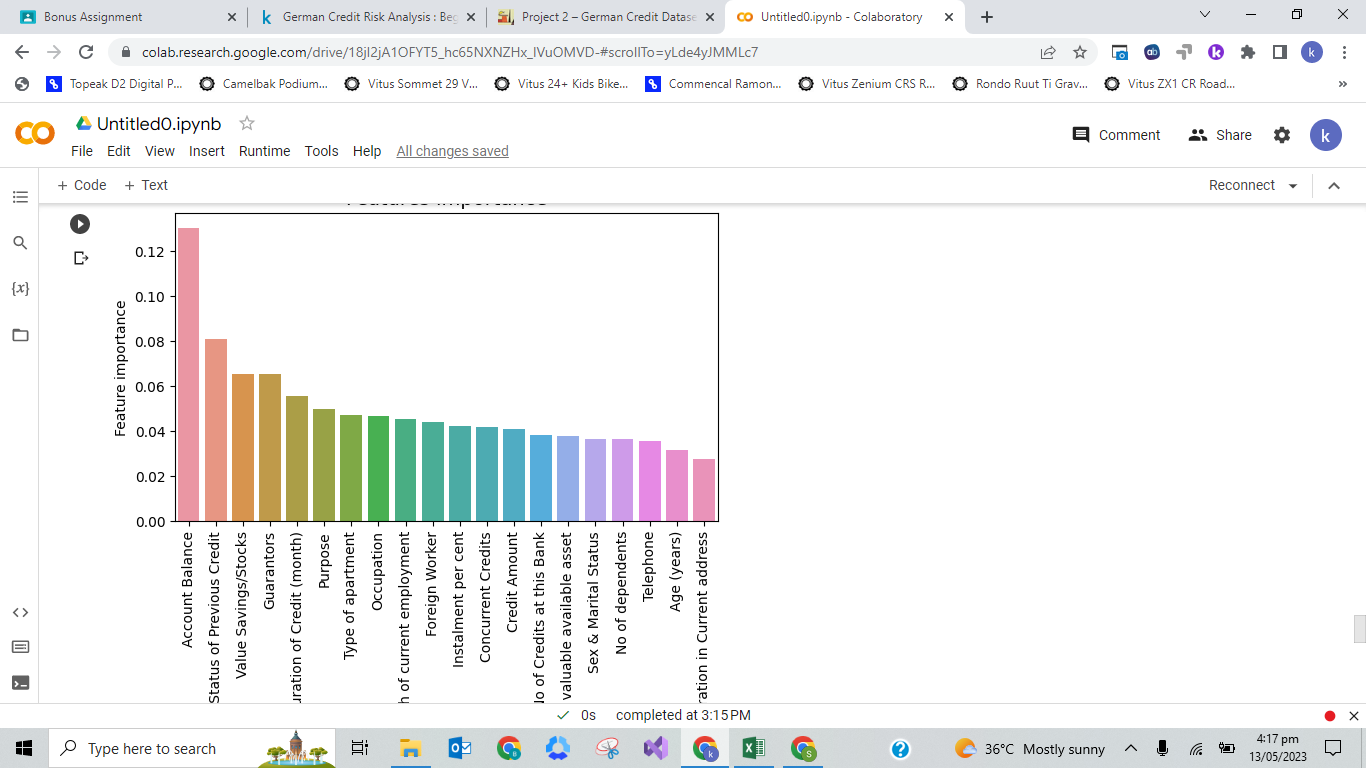 Bonus Assignment
German Credit Risk Analysis : Beg
Project 2 – German Credit Datase
Untitled0.ipynb - Colaboratory
colab.research.google.com/drive/18jI2jA1OFYT5_hc65NXNZHx_lVuOMVD-#scrollTo=yLde4yJMMLc7
Topeak D2 Digital P...
Camelbak Podium...
Vitus Sommet 29 V...
Vitus 24+ Kids Bike...
Commencal Ramon...
Vitus Zenium CRS R...
Rondo Ruut Ti Grav...
Vitus ZX1 CR Road...
Untitled0.ipynb
Comment
Share
k
File Edit View Insert Runtime Tools Help All changes saved
+ Code + Text
Reconnect
Features importance
Feature importance
0.12
0.10
0.08
0.06
0.04
0.02
0.00
Account Balance
Status of Previous Credit
Value Savings/Stocks
Guarantors
uration of Credit (month)
Purpose
Type of apartment
Occupation
h of current employment
Foreign Worker
Instalment per cent
Concurrent Credits
Credit Amount
No of Credits at this Bank
valuable available asset
Sex & Marital Status
No of dependents
Telephone
Age (years)
ration in Current address
0s completed at 3:15 PM
Type here to search
36°C Mostly sunny
4:17 pm
13/05/2023